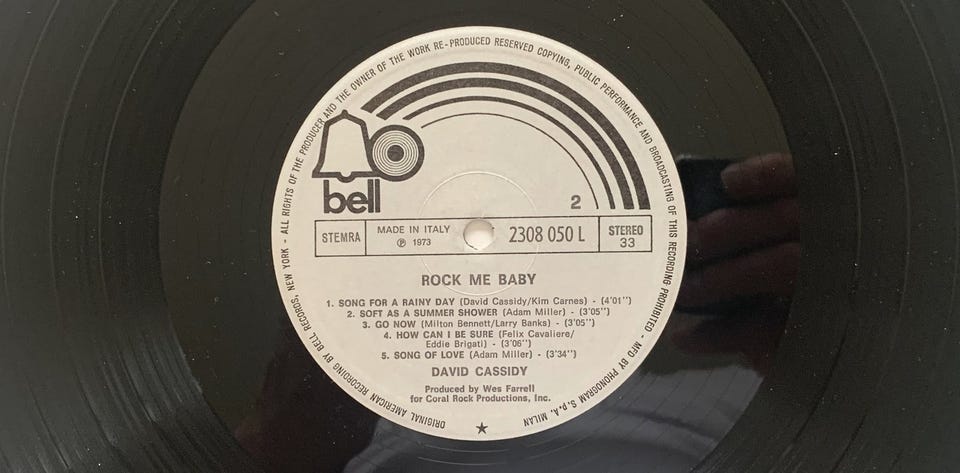 ORIGINAL AMERICAN RECORDING BY BELL RECORDS, NEW YORK - ALL RIGHTS OF THE PRODUCER AND THE OWNER OF THE WORK RE-PRODUCED RESERVED COPYING, PUBLIC PERFORMANCE AND BROADCASTING OF THIS RECORDING PROHIBITED - MFD BY PHONOGRAM S.p.A. MILAN
bell
2
STEMRA
MADE IN ITALY
℗ 1973
2308 050 L
STEREO
33
ROCK ME BABY
1. SONG FOR A RAINY DAY (David Cassidy/Kim Carnes) - (4'01")
2. SOFT AS A SUMMER SHOWER (Adam Miller) - (3'05")
3. GO NOW (Milton Bennett/Larry Banks) - (3'05")
4. HOW CAN I BE SURE (Felix Cavaliere/
Eddie Brigati) - (3'06")
5. SONG OF LOVE (Adam Miller) - (3'34")
DAVID CASSIDY
Produced by Wes Farrell
for Coral Rock Productions, Inc.